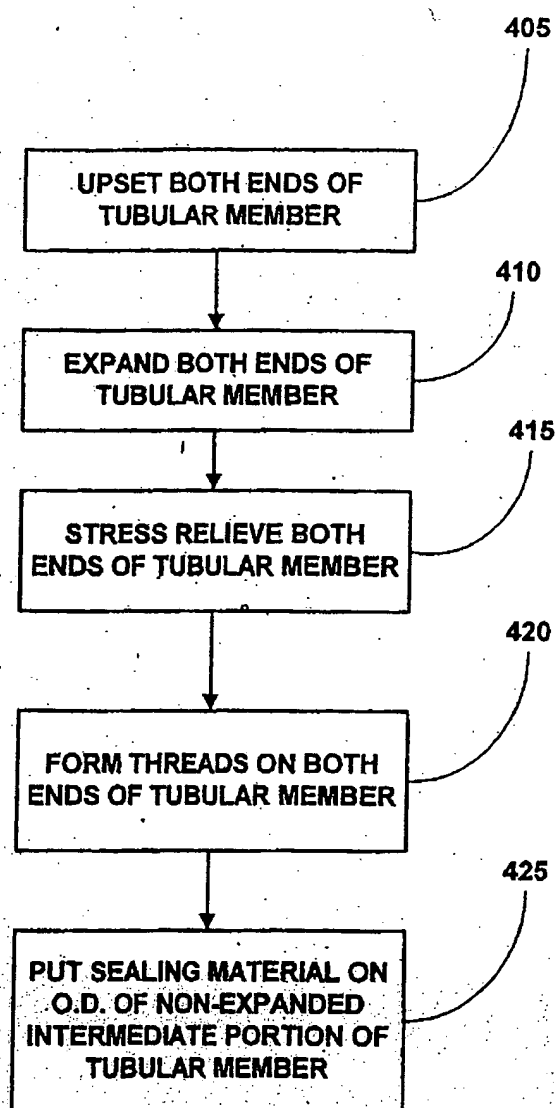 405
UPSET BOTH ENDS OF
TUBULAR MEMBER
410
EXPAND BOTH ENDS OF
TUBULAR MEMBER
415
STRESS RELIEVE BOTH
ENDS OF TUBULAR MEMBER
420
FORM THREADS ON BOTH
ENDS OF TUBULAR MEMBER
425
PUT SEALING MATERIAL ON
O.D. OF NON-EXPANDED
INTERMEDIATE PORTION OF
TUBULAR MEMBER